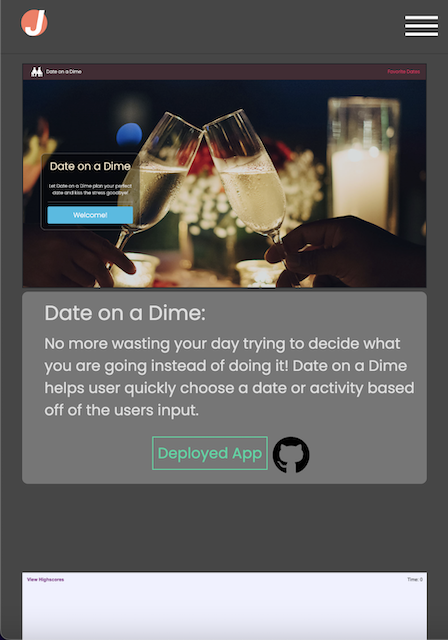 J
Date on a Dime
Favorite Dates
Date on a Dime
Let Date on a Dime plan your perfect
date and kiss the stress goodbye!
Welcome!
Date on a Dime:
No more wasting your day trying to decide what
you are going instead of doing it! Date on a Dime
helps user quickly choose a date or activity based
off of the users input.
Deployed App
View Highscores
Time: 0